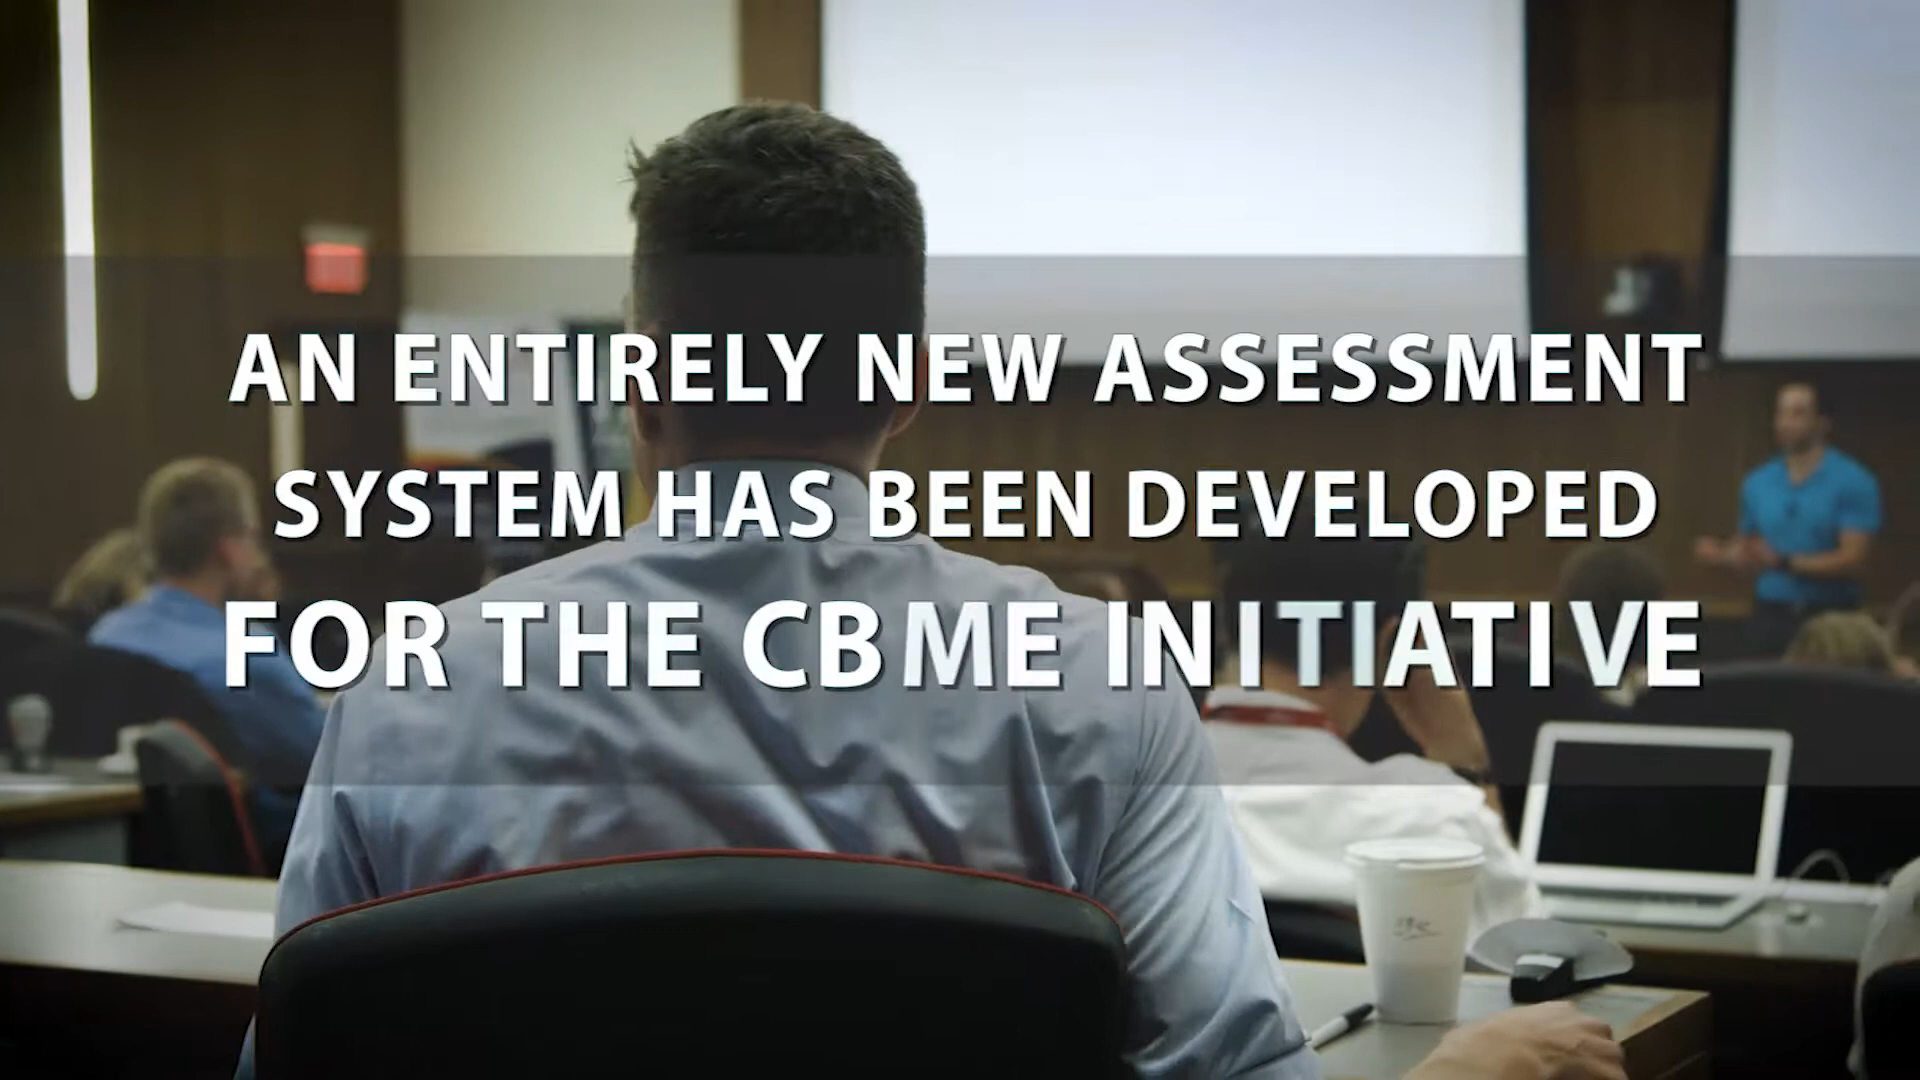 AN ENTIRELY NEW ASSESSMENT
SYSTEM HAS BEEN DEVELOPED
FOR THE CBME INITIATIVE